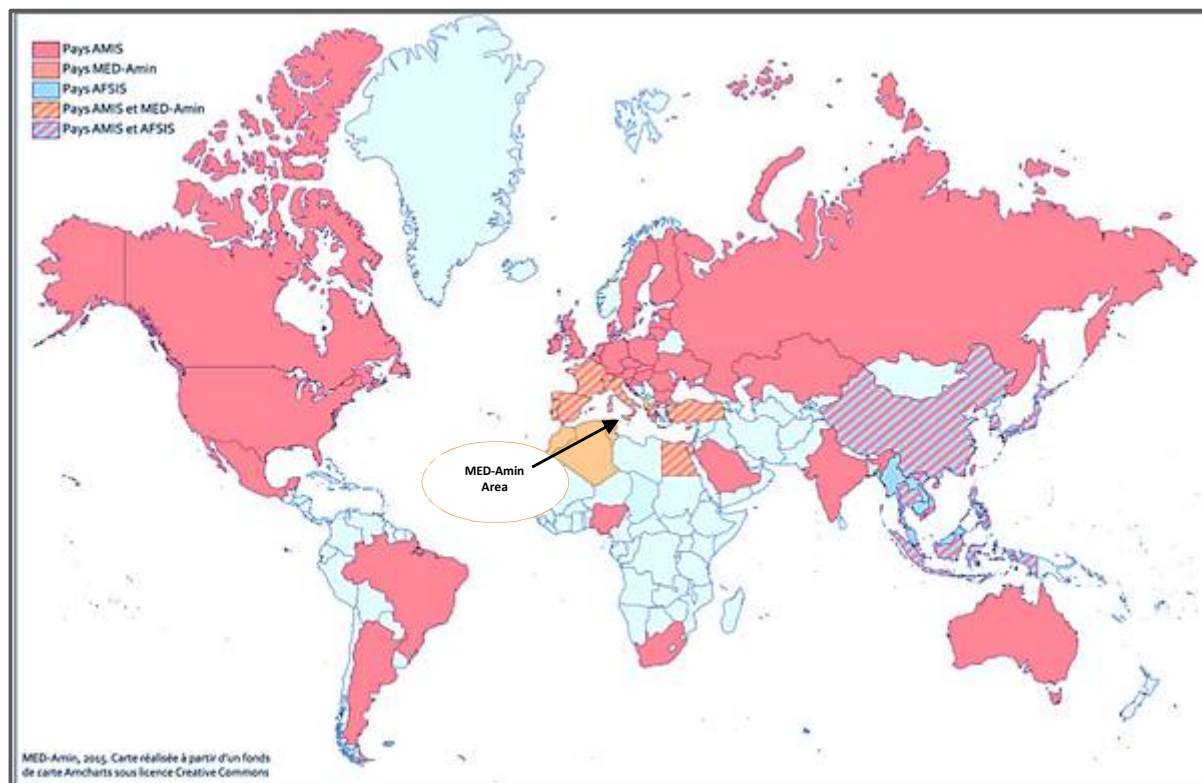 Pays AMIS
Pays MED-Amin
Pays AFSIS
Pays AMIS et MED-Amin
Pays AMIS et AFSIS
MED-Amin
Area
MED-Amin, 2015. Carte réalisée à partir d'un fonds
de carte Amcharts sous licence Creative Commons